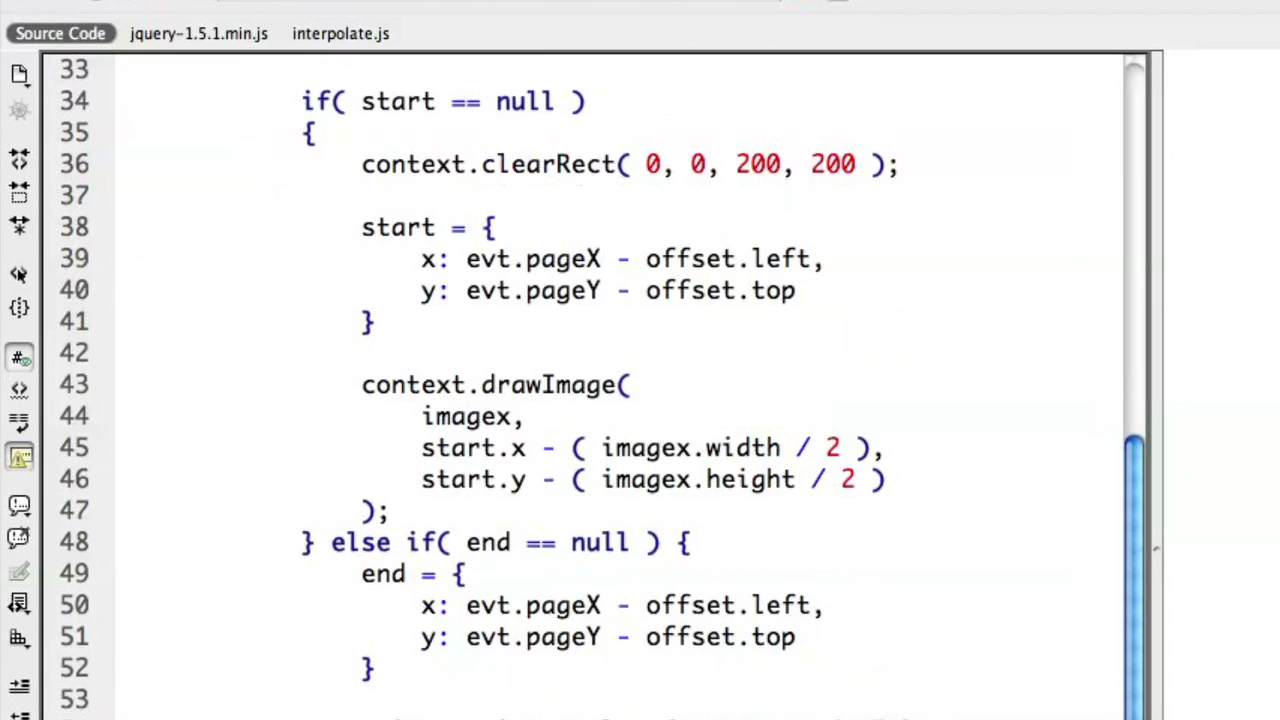 Source Code jquery-1.5.1.min.js interpolate.js
33
34 if( start == null )
35 {
36 context.clearRect( 0, 0, 200, 200 );
37
38 start = {
39 x: evt.pageX - offset.left,
40 y: evt.pageY - offset.top
41 }
42
43 context.drawImage(
44 imagex,
45 start.x - ( imagex.width / 2 ),
46 start.y - ( imagex.height / 2 )
47 );
48 } else if( end == null ) {
49 end = {
50 x: evt.pageX - offset.left,
51 y: evt.pageY - offset.top
52 }
53